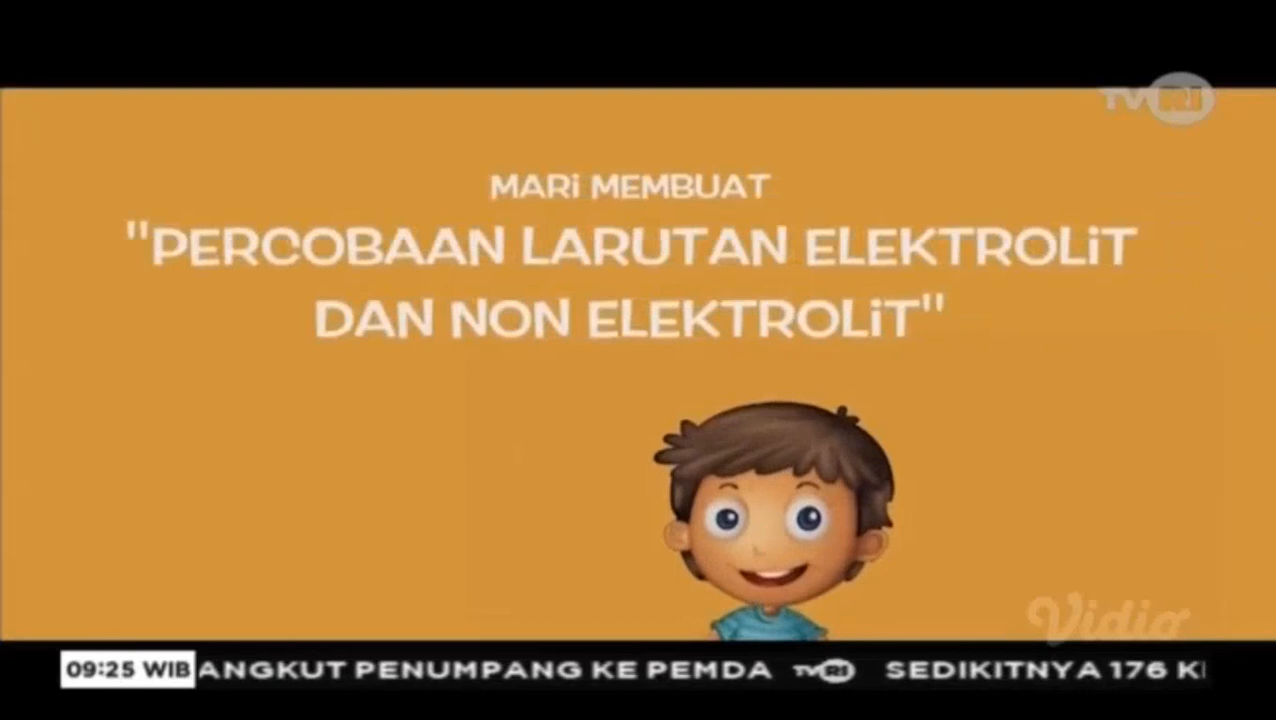 TVRI
MARi MEMBUAT
"PERCOBAAN LARUTAN ELEKTROLiT
DAN NON ELEKTROLiT"
Vidio
09:25 WIB ANGKUT PENUMPANG KE PEMDA TVRI SEDIKITNYA 176